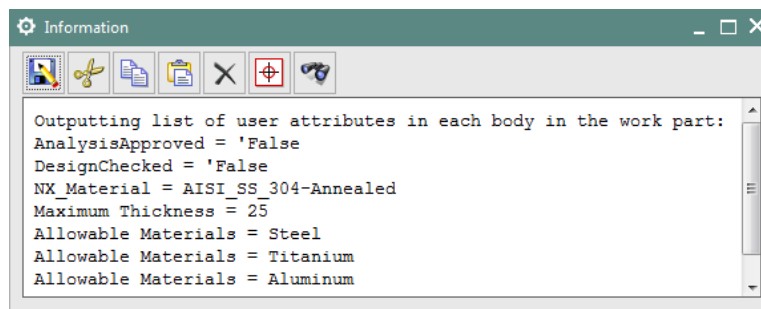 Information
Outputting list of user attributes in each body in the work part:
AnalysisApproved = 'False
DesignChecked = 'False
NX_Material = AISI_SS_304-Annealed
Maximum Thickness = 25
Allowable Materials = Steel
Allowable Materials = Titanium
Allowable Materials = Aluminum